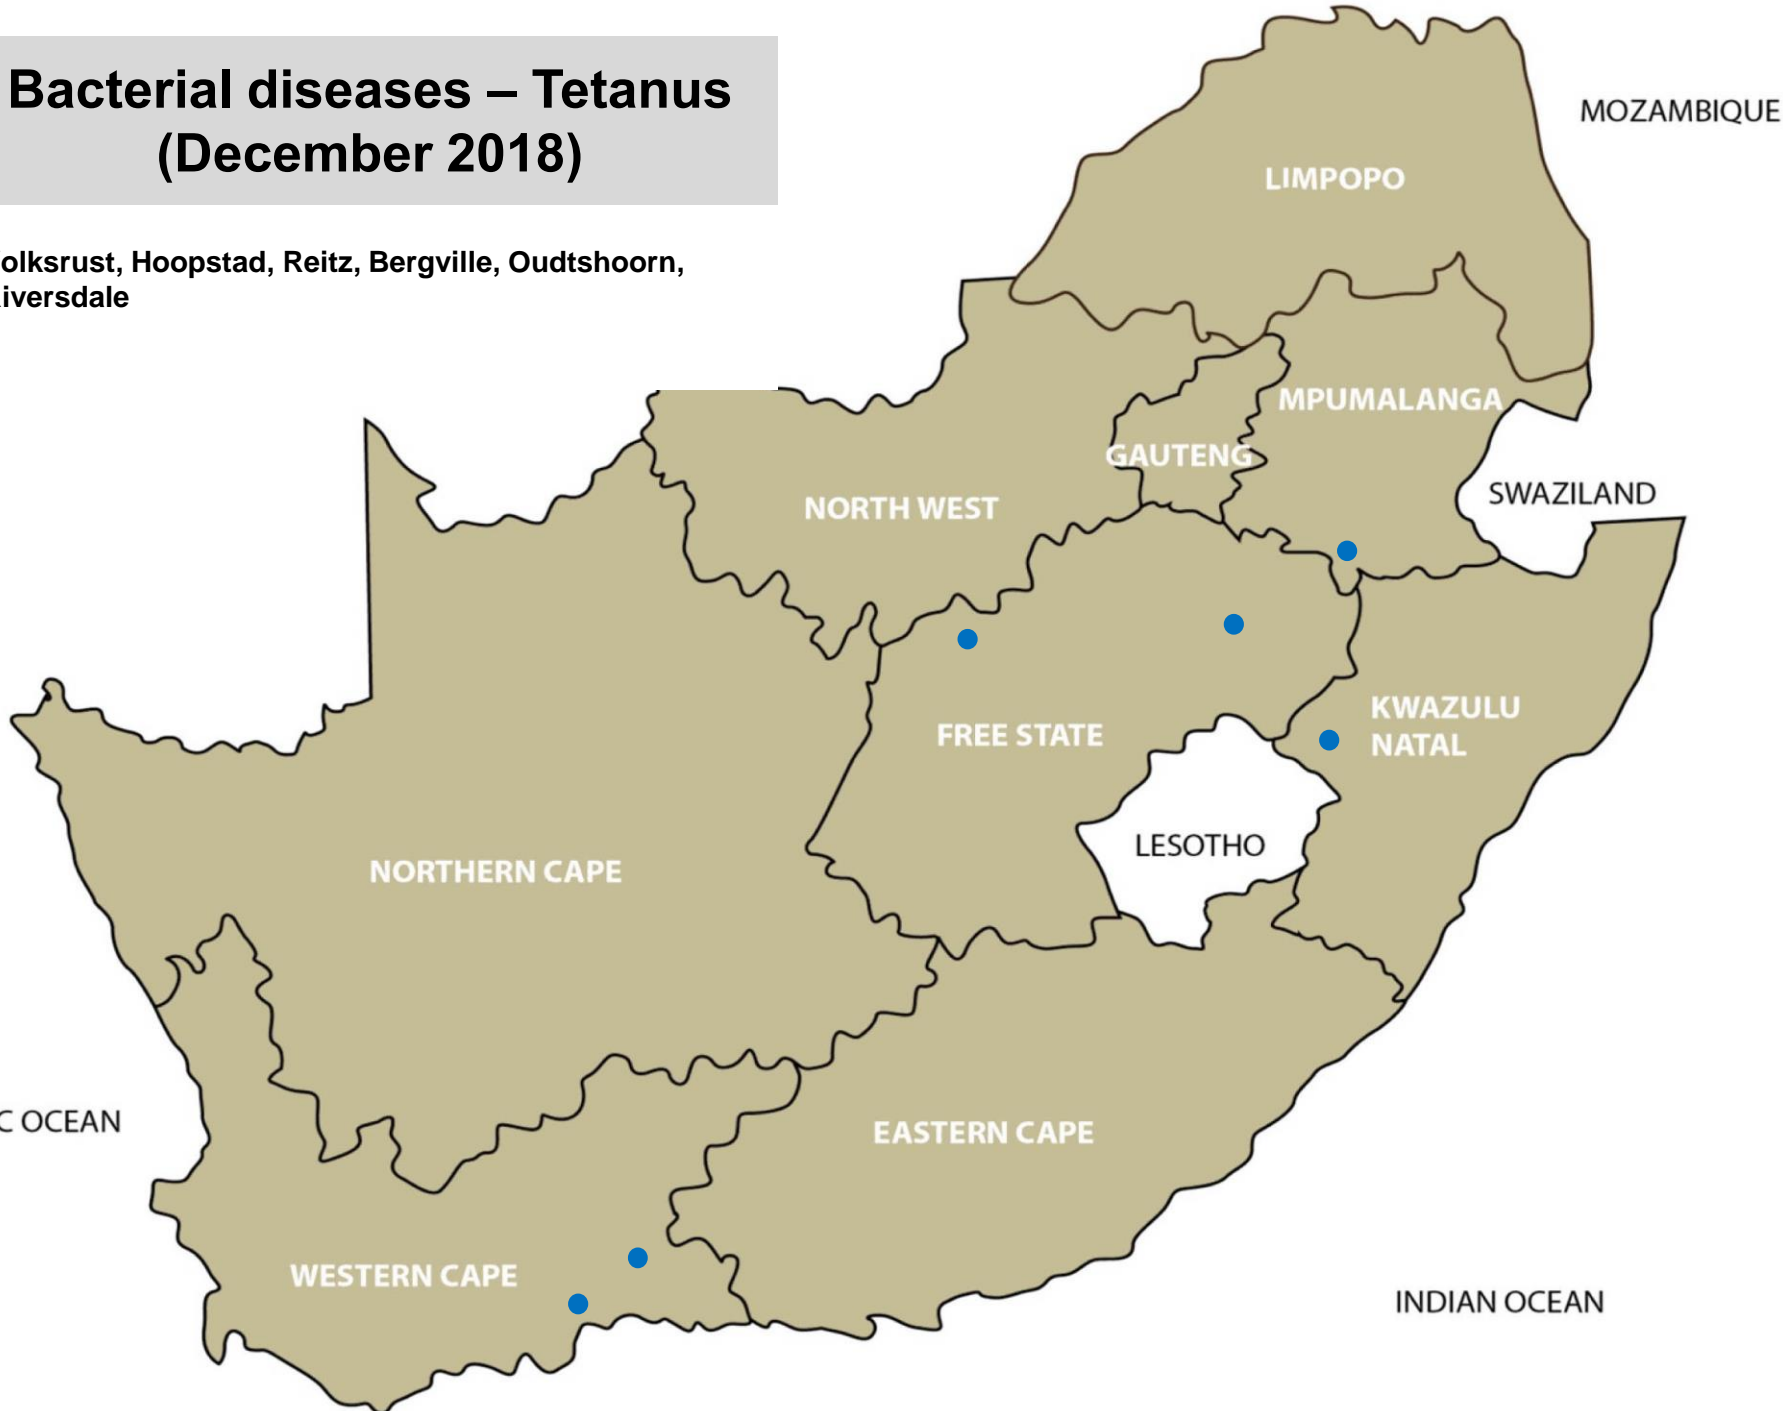 Bacterial diseases – Tetanus
(December 2018)
olksrust, Hoopstad, Reitz, Bergville, Oudtshoorn,
iversdale
MOZAMBIQUE
LIMPOPO
MPUMALANGA
GAUTENG
SWAZILAND
NORTH WEST
KWAZULU
NATAL
FREE STATE
LESOTHO
NORTHERN CAPE
C OCEAN
EASTERN CAPE
WESTERN CAPE
INDIAN OCEAN